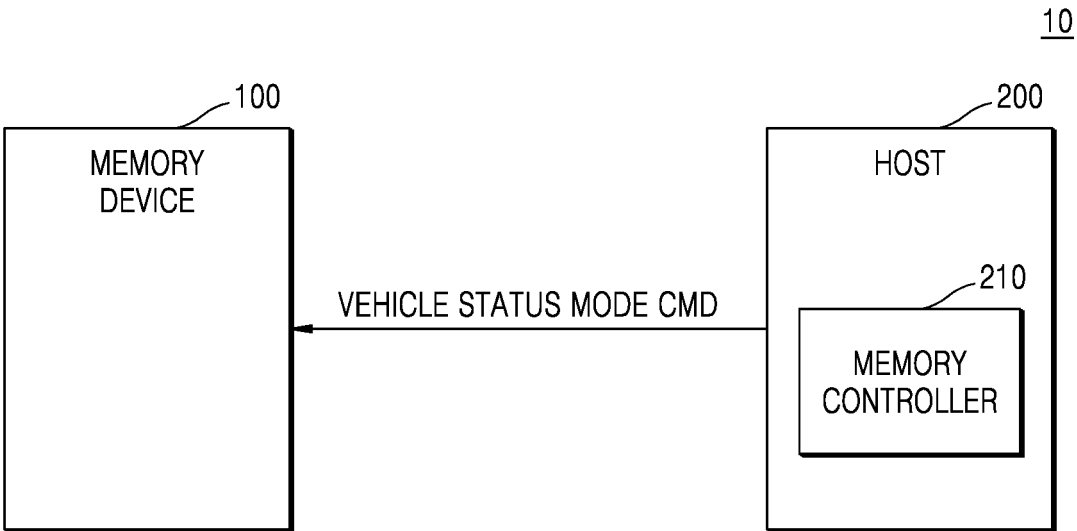 10
100
200
MEMORY
DEVICE
HOST
210
VEHICLE STATUS MODE CMD
MEMORY
CONTROLLER